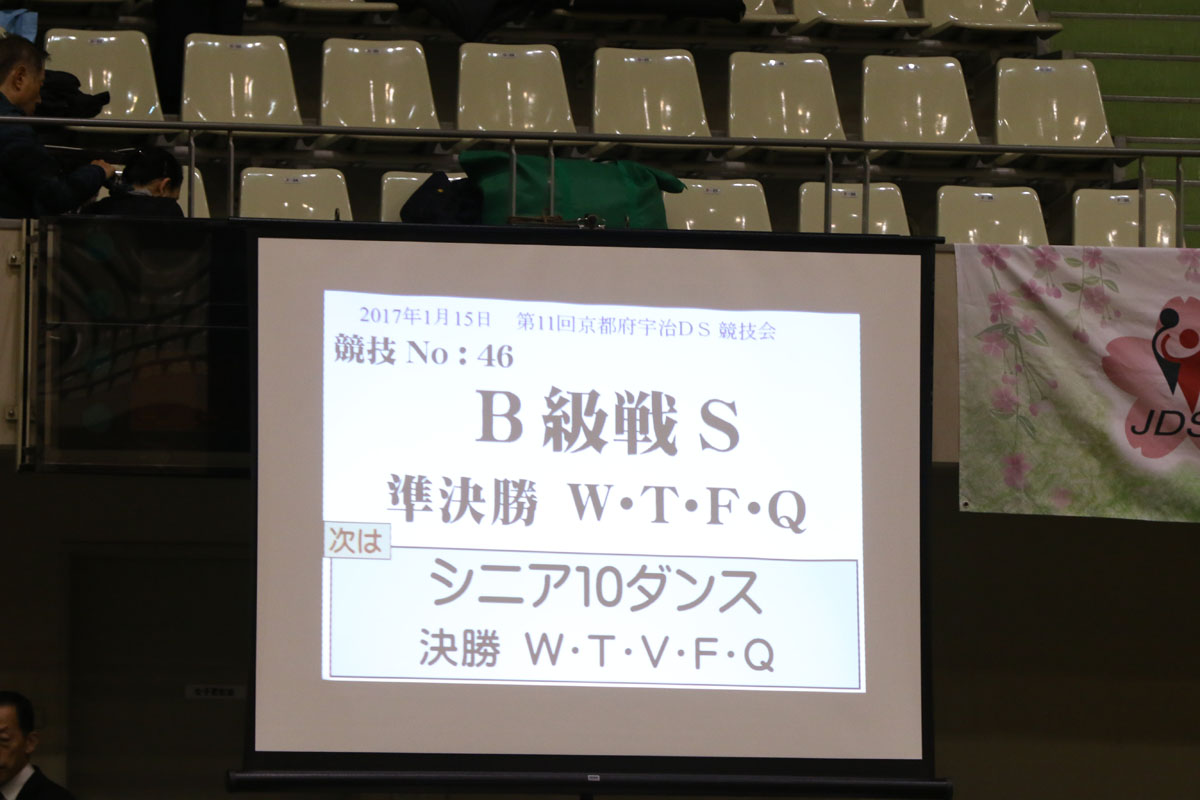 2017年1月15日 第11回京都府宇治DS競技会
競技 No：46
B級戦S
準決勝 W・T・F・Q
次は
シニア10ダンス
決勝 W・T・V・F・Q
JDS